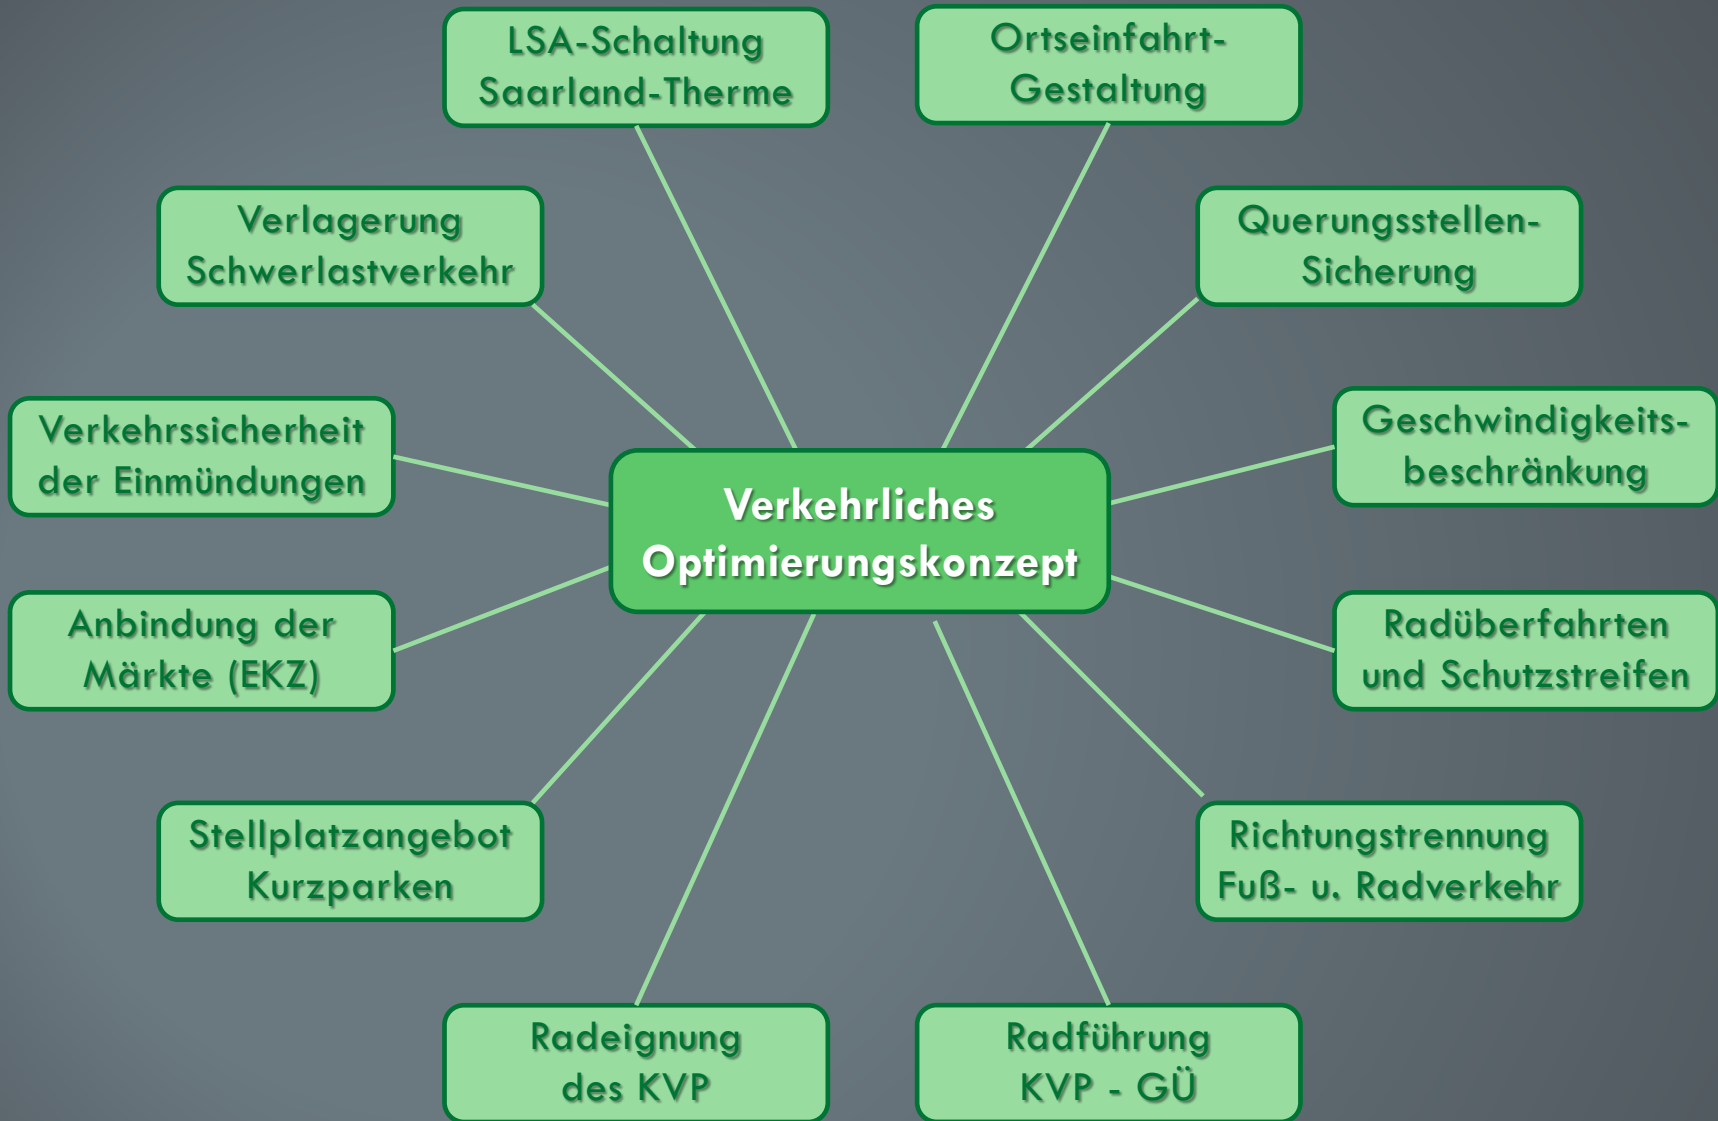 LSA-Schaltung
Saarland-Therme
Ortseinfahrt-
Gestaltung
Verlagerung
Schwerlastverkehr
Querungsstellen-
Sicherung
Verkehrssicherheit
der Einmündungen
Geschwindigkeits-
beschränkung
Verkehrliches
Optimierungskonzept
Anbindung der
Märkte (EKZ)
Radüberfahrten
und Schutzstreifen
Stellplatzangebot
Kurzparken
Richtungstrennung
Fuß- u. Radverkehr
Radeignung
des KVP
Radführung
KVP - GÜ